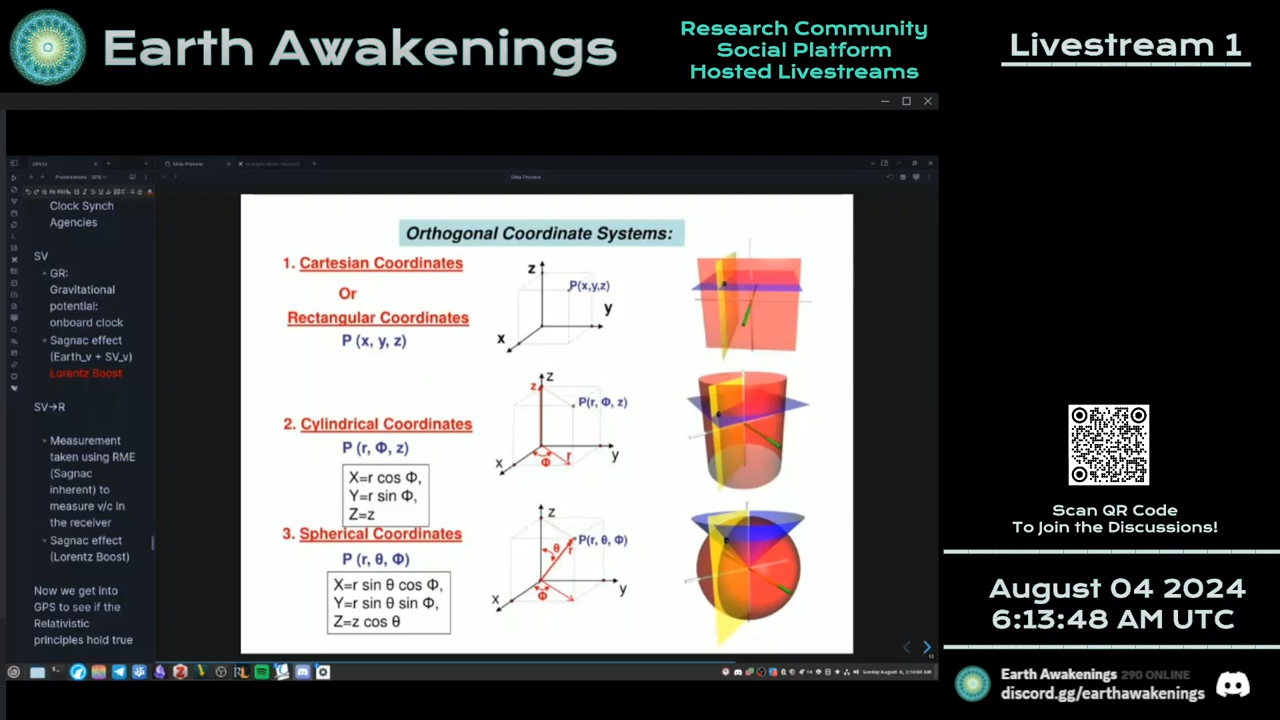 Earth Awakenings
Research Community
Social Platform
Hosted Livestreams
Livestream 1
Slide Preview
Slide Preview
Clock Synch
Agencies
SV
• GR:
Gravitational
potential:
onboard clock
• Sagnac effect
(Earth_v + SV_v)
Lorentz Boost
SV→R
• Measurement
taken using RME
(Sagnac
inherent) to
measure v/c in
the receiver
• Sagnac effect
(Lorentz Boost)
Now we get into
GPS to see if the
Relativistic
principles hold true
Orthogonal Coordinate Systems:
1. Cartesian Coordinates
Or
Rectangular Coordinates
P (x, y, z)
z
P(x,y,z)
y
x
2. Cylindrical Coordinates
P (r, Φ, z)
X=r cos Φ,
Y=r sin Φ,
Z=z
z
z
P(r, Φ, z)
x
Φ
r
y
3. Spherical Coordinates
P (r, θ, Φ)
X=r sin θ cos Φ,
Y=r sin θ sin Φ,
Z=z cos θ
z
θ
r
P(r, θ, Φ)
x
Φ
y
Scan QR Code
To Join the Discussions!
August 04 2024
6:13:48 AM UTC
Earth Awakenings 290 ONLINE
discord.gg/earthawakenings